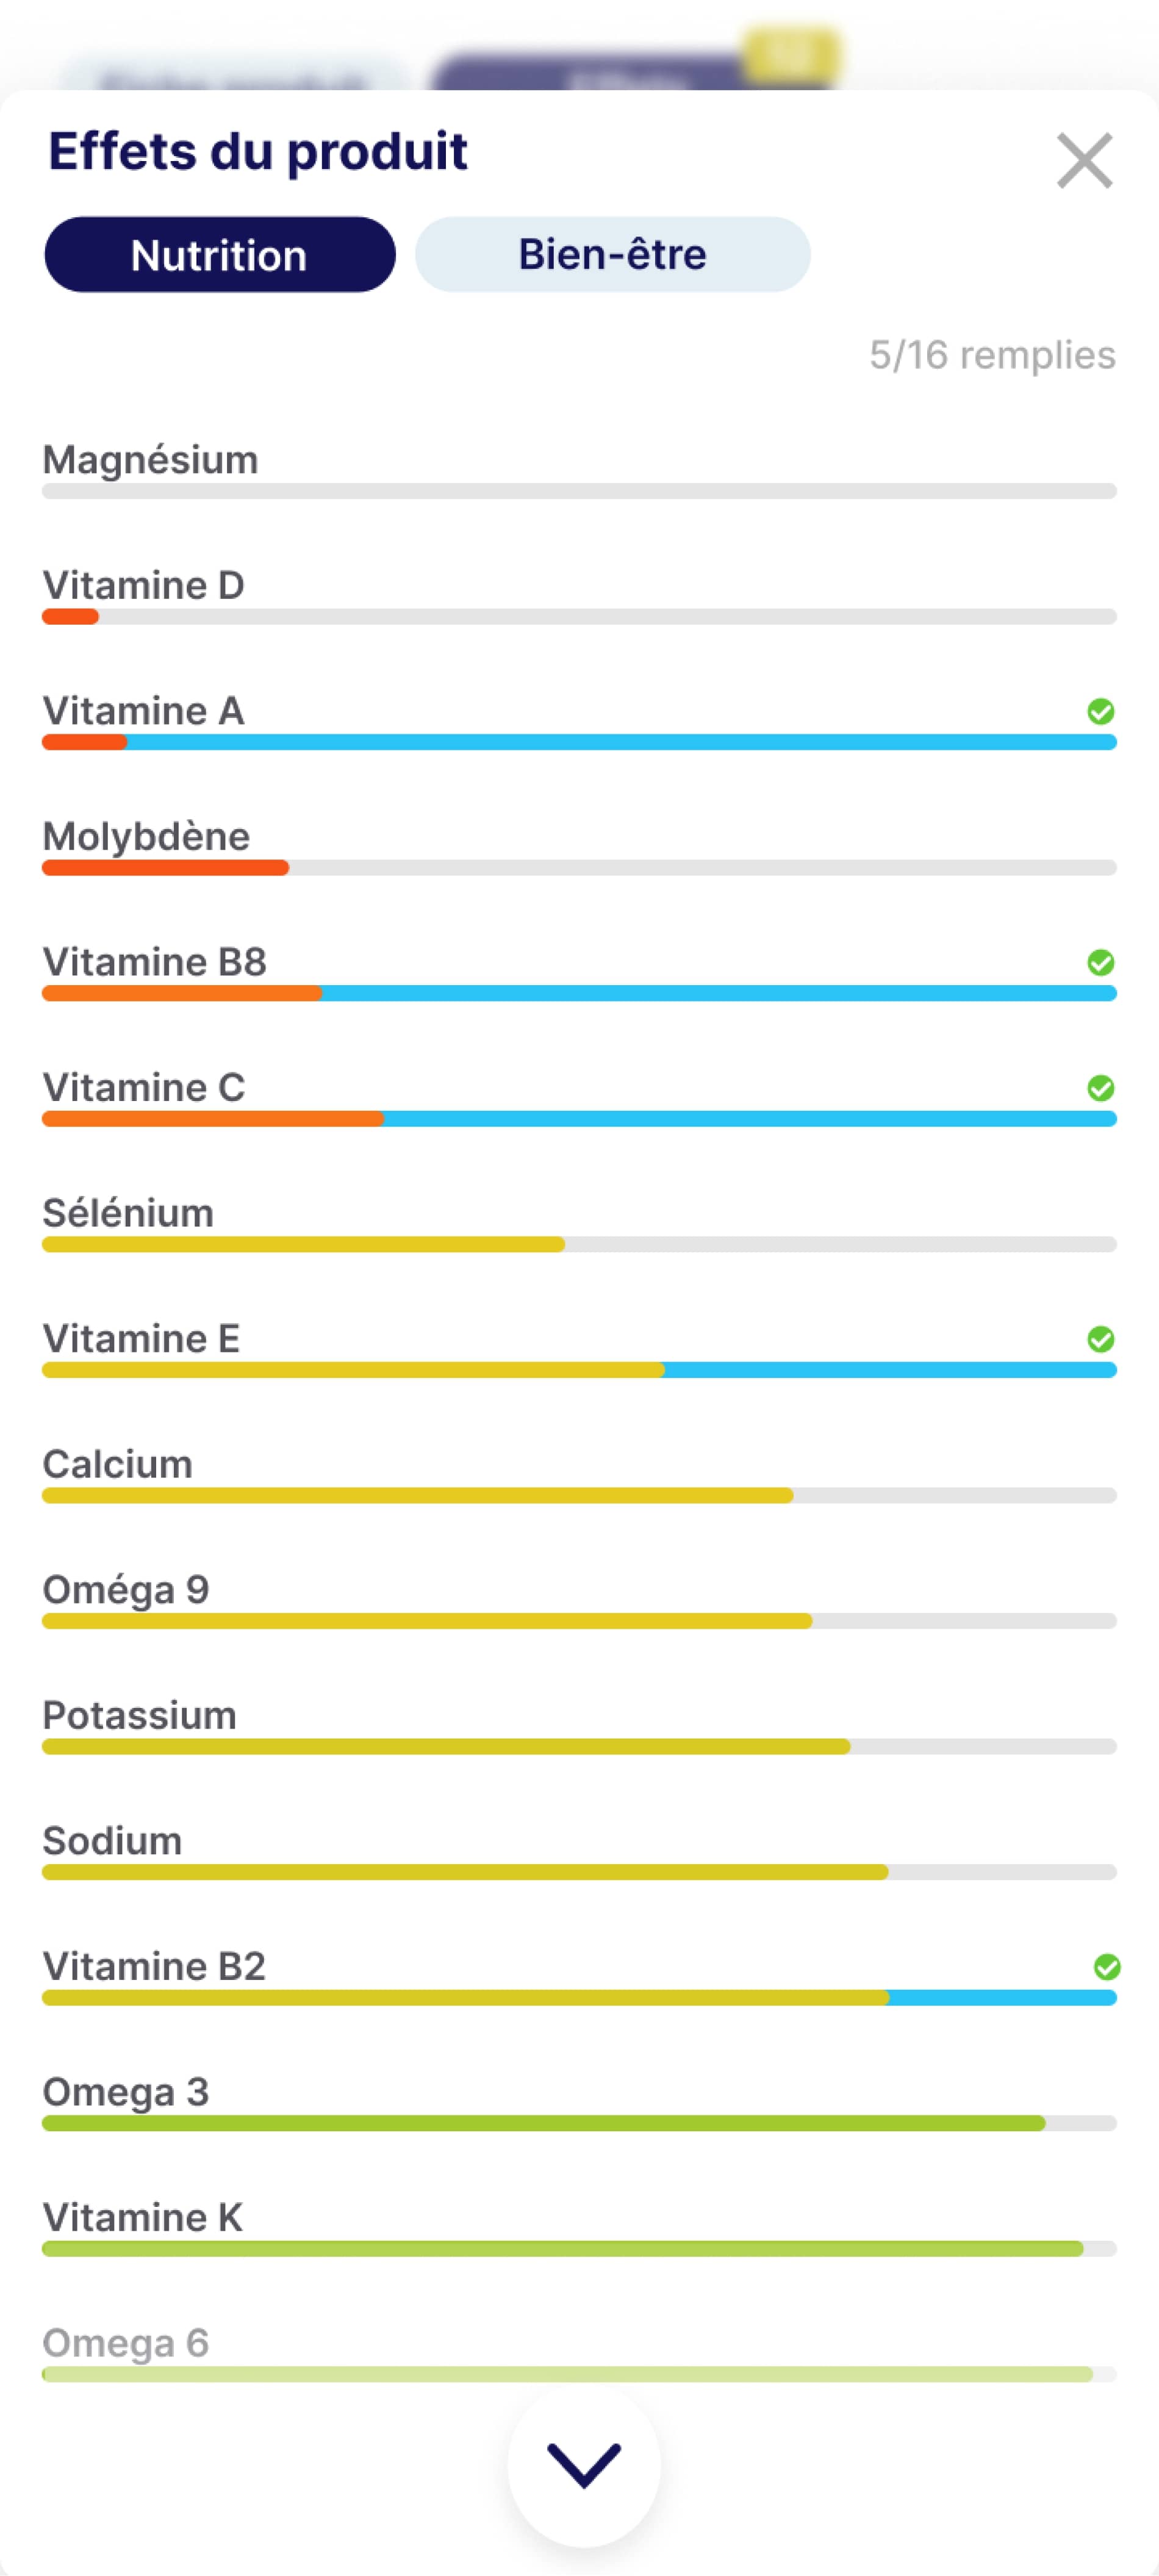 Effets du produit
Nutrition
Bien-être
5/16 remplies
Magnésium
Vitamine D
Vitamine A
Molybdène
Vitamine B8
Vitamine C
Sélénium
Vitamine E
Calcium
Oméga 9
Potassium
Sodium
Vitamine B2
Omega 3
Vitamine K
Omega 6